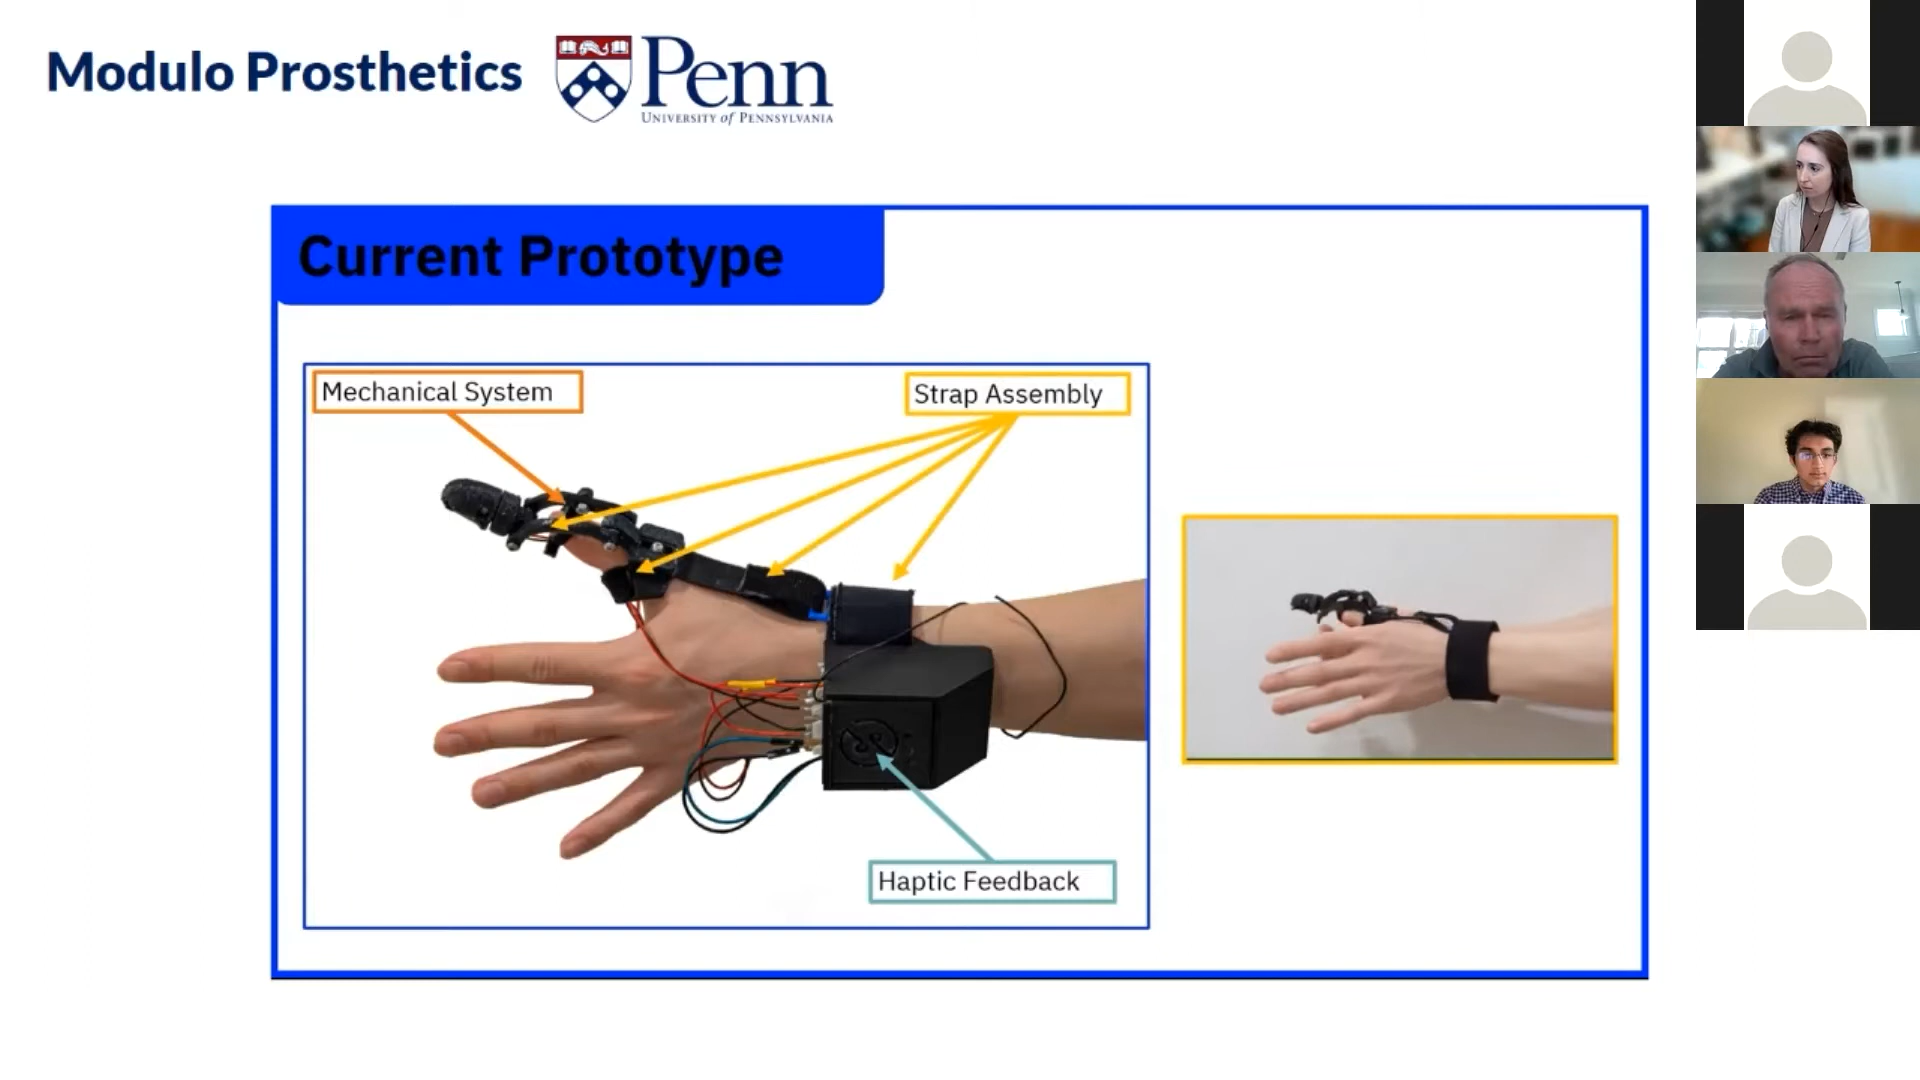 Modulo Prosthetics
Penn
UNIVERSITY of PENNSYLVANIA
Current Prototype
Mechanical System
Strap Assembly
Haptic Feedback